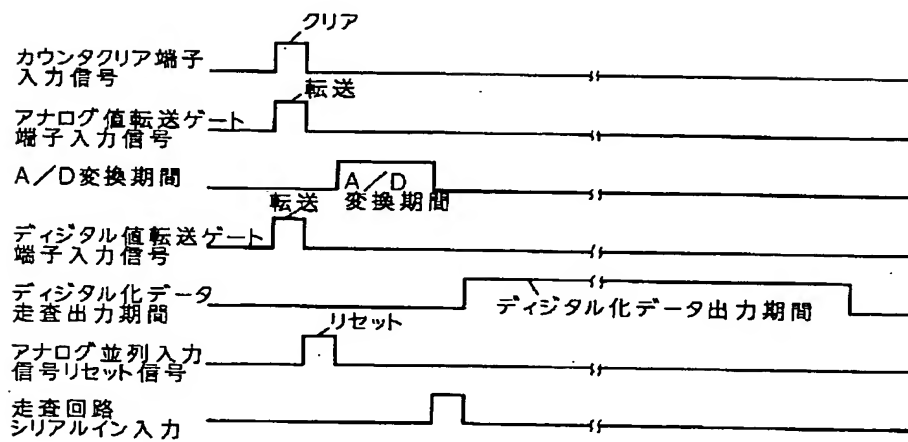 クリア
カウンタクリア端子
入力信号
転送
アナログ値転送ゲート
端子入力信号
A/D変換期間
A/D
変換期間
転送
ディジタル値転送ゲート
端子入力信号
ディジタル化データ
走査出力期間
ディジタル化データ出力期間
リセット
アナログ並列入力
信号リセット信号
走査回路
シリアルイン入力